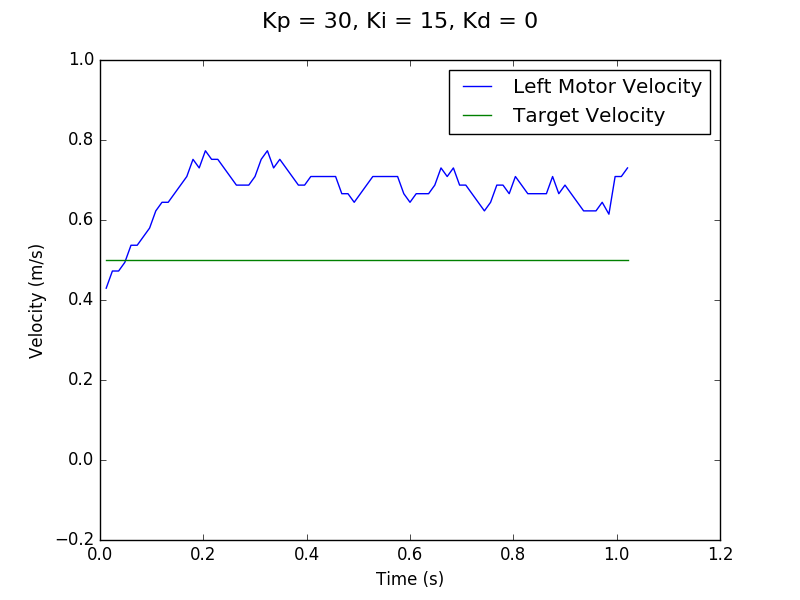 Kp = 30, Ki = 15, Kd = 0
1.0
Left Motor Velocity
Target Velocity
0.8
0.6
0.4
0.2
0.0
−0.2
Velocity (m/s)
0.0 0.2 0.4 0.6 0.8 1.0 1.2
Time (s)